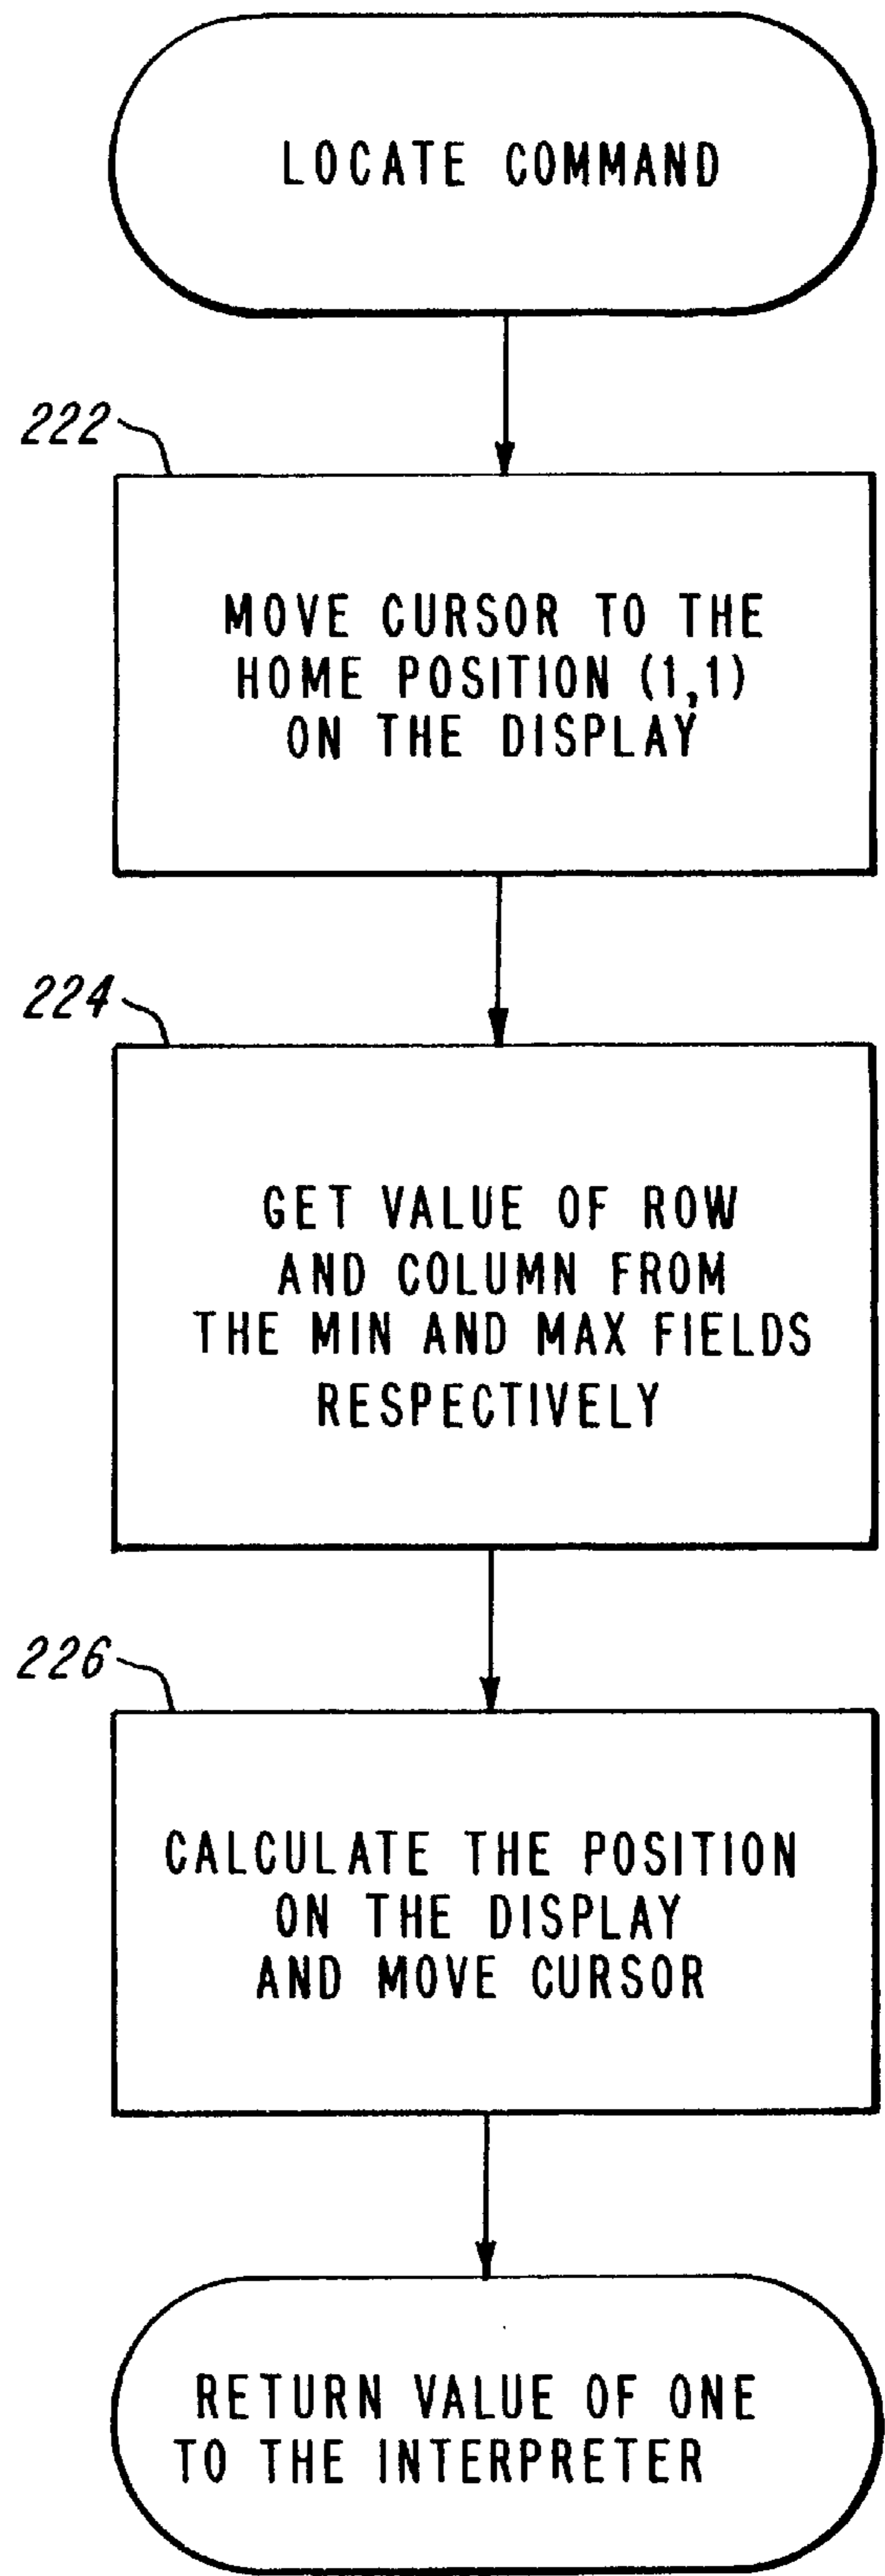 LOCATE COMMAND
222
MOVE CURSOR TO THE
HOME POSITION (1,1)
ON THE DISPLAY
224
GET VALUE OF ROW
AND COLUMN FROM
THE MIN AND MAX FIELDS
RESPECTIVELY
226
CALCULATE THE POSITION
ON THE DISPLAY
AND MOVE CURSOR
RETURN VALUE OF ONE
TO THE INTERPRETER